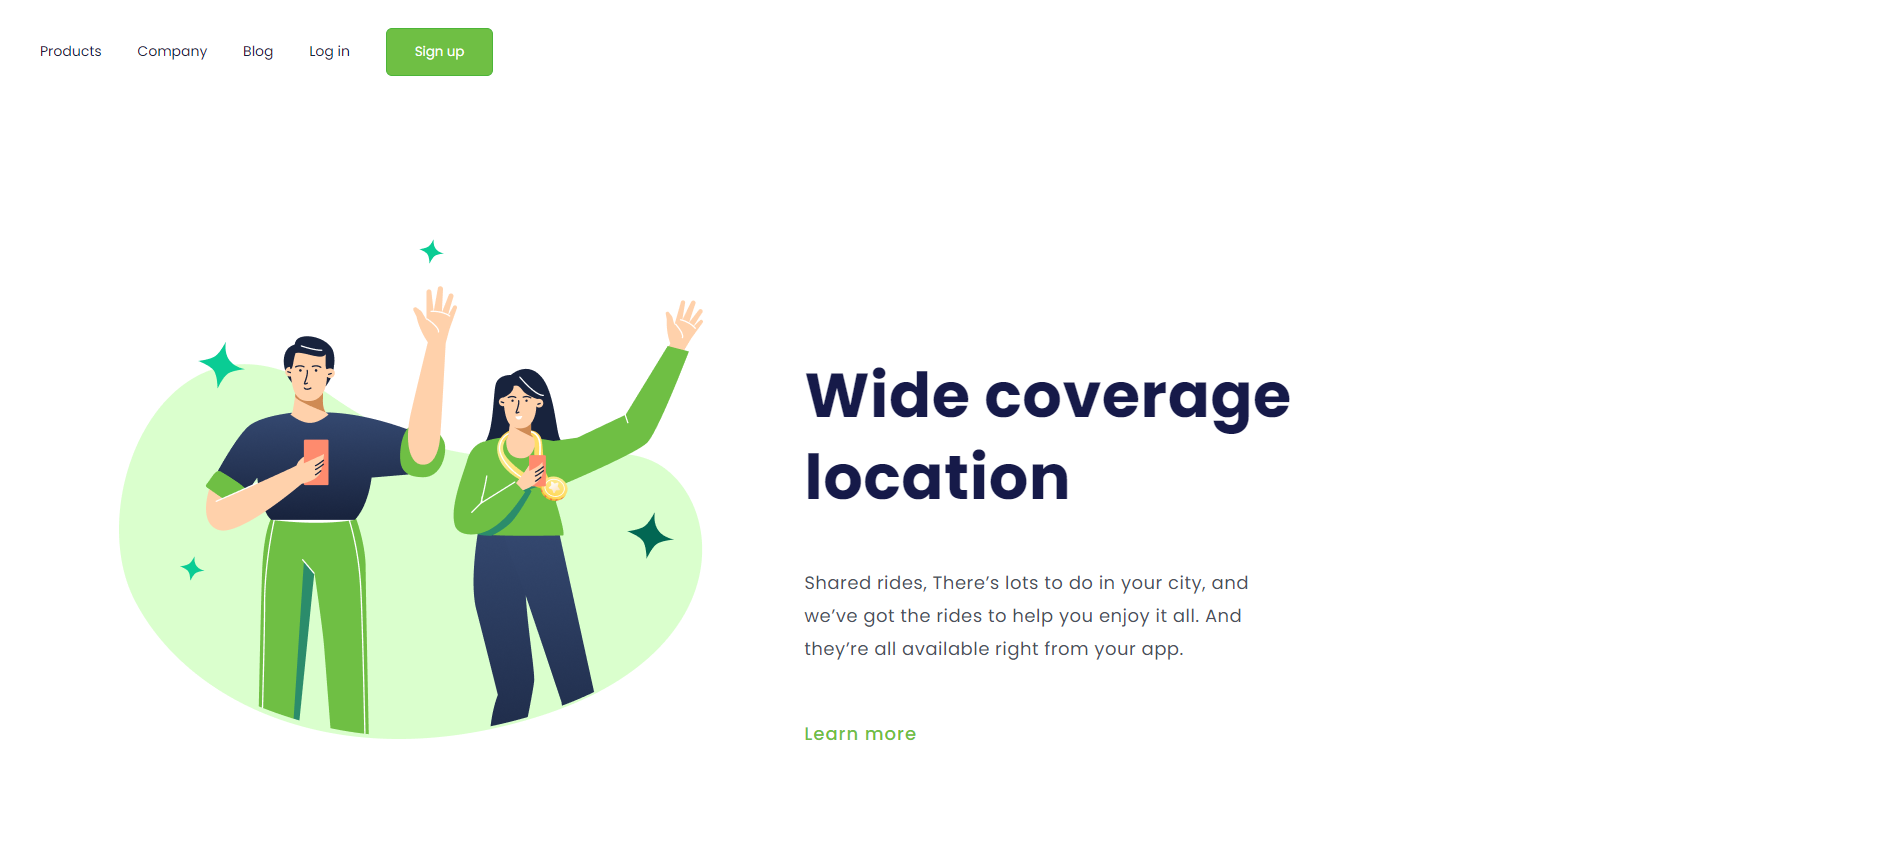 Products Company Blog Log in Sign up
Wide coverage
location
Shared rides, There’s lots to do in your city, and
we’ve got the rides to help you enjoy it all. And
they’re all available right from your app.
Learn more